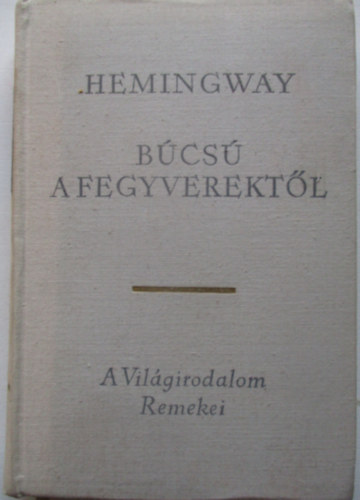 HEMINGWAY
BÚCSÚ
A FEGYVEREKTŐL
A Világirodalom
Remekei